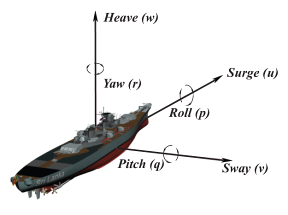 Heave (w)
Yaw (r)
Surge (u)
Roll (p)
Pitch (q)
Sway (v)